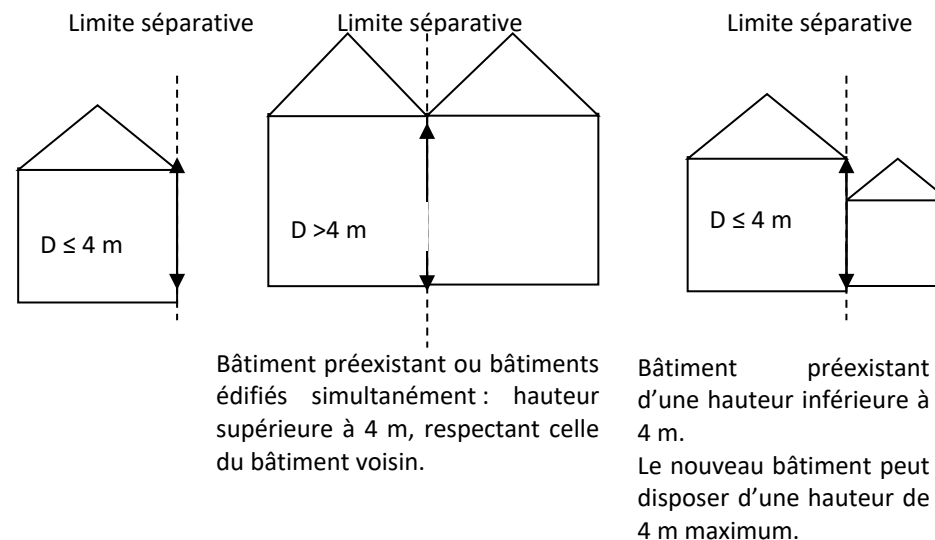 Limite séparative
Limite séparative
Limite séparative
D ≤ 4 m
D >4 m
D ≤ 4 m
Bâtiment préexistant ou bâtiments
édifiés simultanément : hauteur
supérieure à 4 m, respectant celle
du bâtiment voisin.
Bâtiment préexistant
d’une hauteur inférieure à
4 m.
Le nouveau bâtiment peut
disposer d’une hauteur de
4 m maximum.